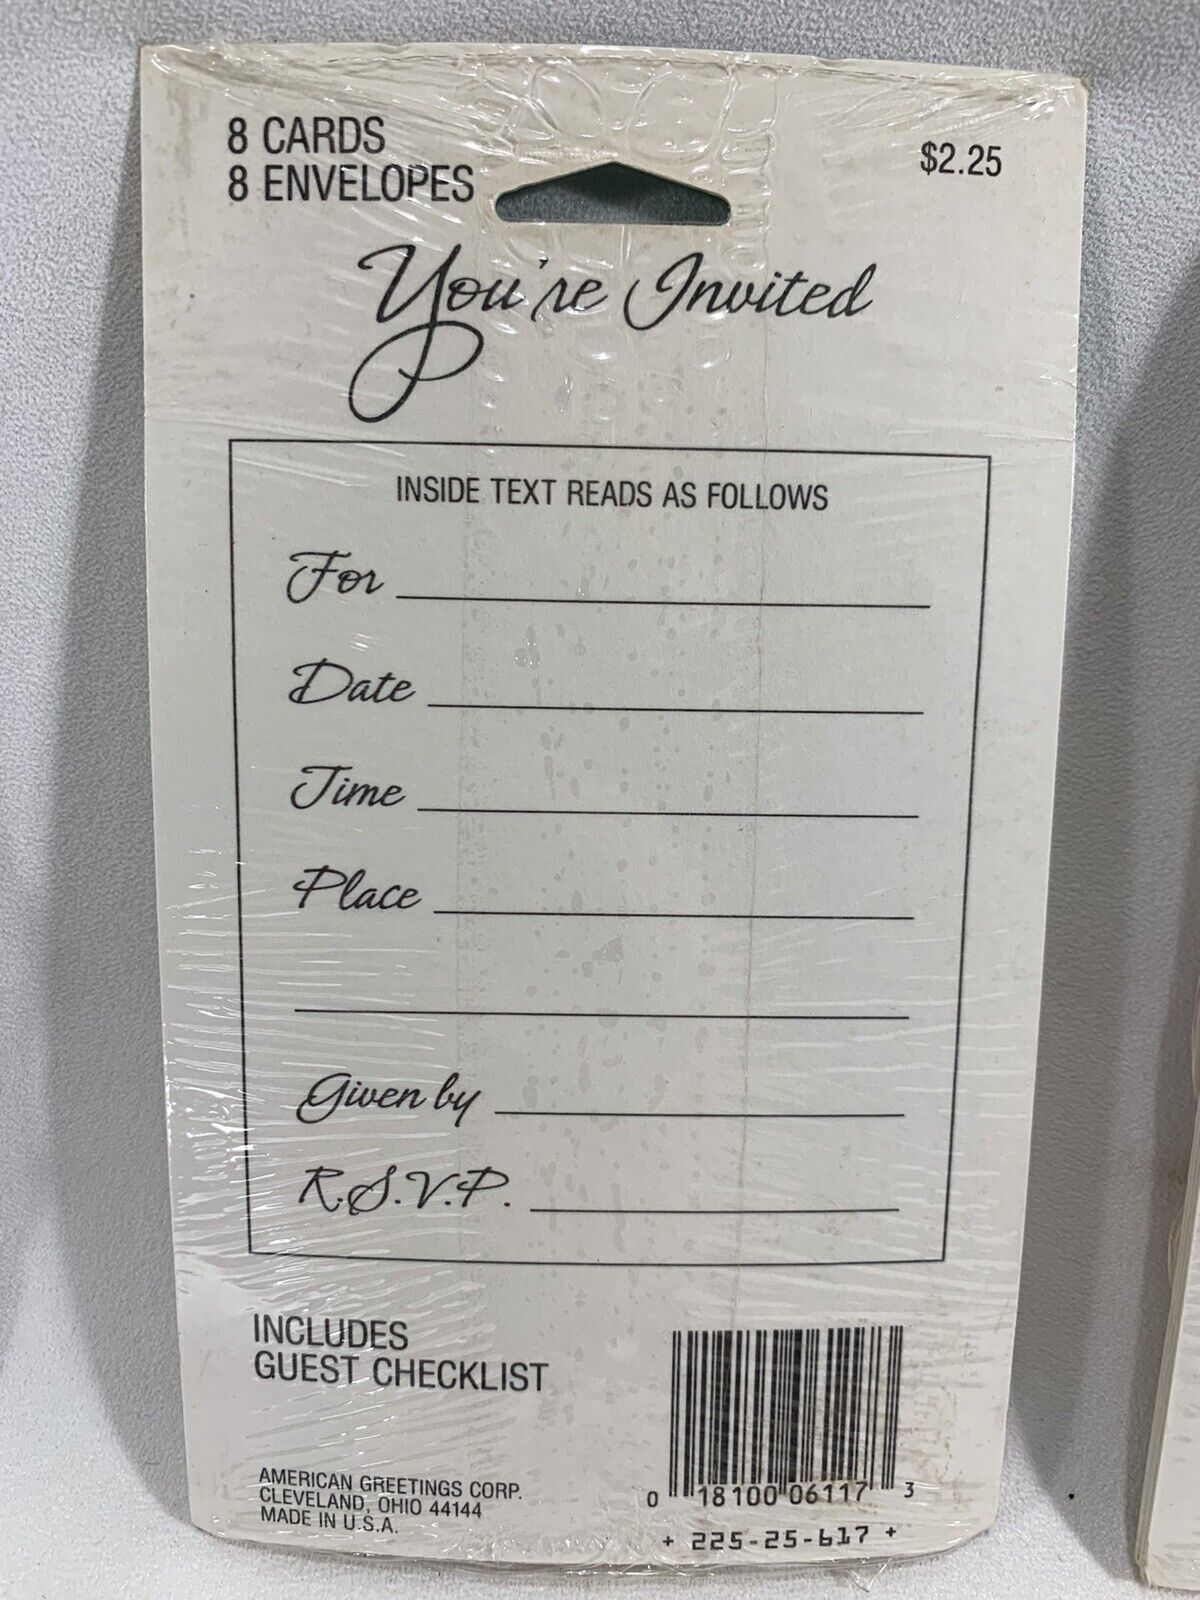 8 CARDS
8 ENVELOPES
$2.25
You're Invited
INSIDE TEXT READS AS FOLLOWS
For
Date
Time
Place
Given by
R.S.V.P.
INCLUDES
GUEST CHECKLIST
AMERICAN GREETINGS CORP.
CLEVELAND, OHIO 44144
MADE IN U.S.A.
0 18100 06117 3
+ 225-25-617 +